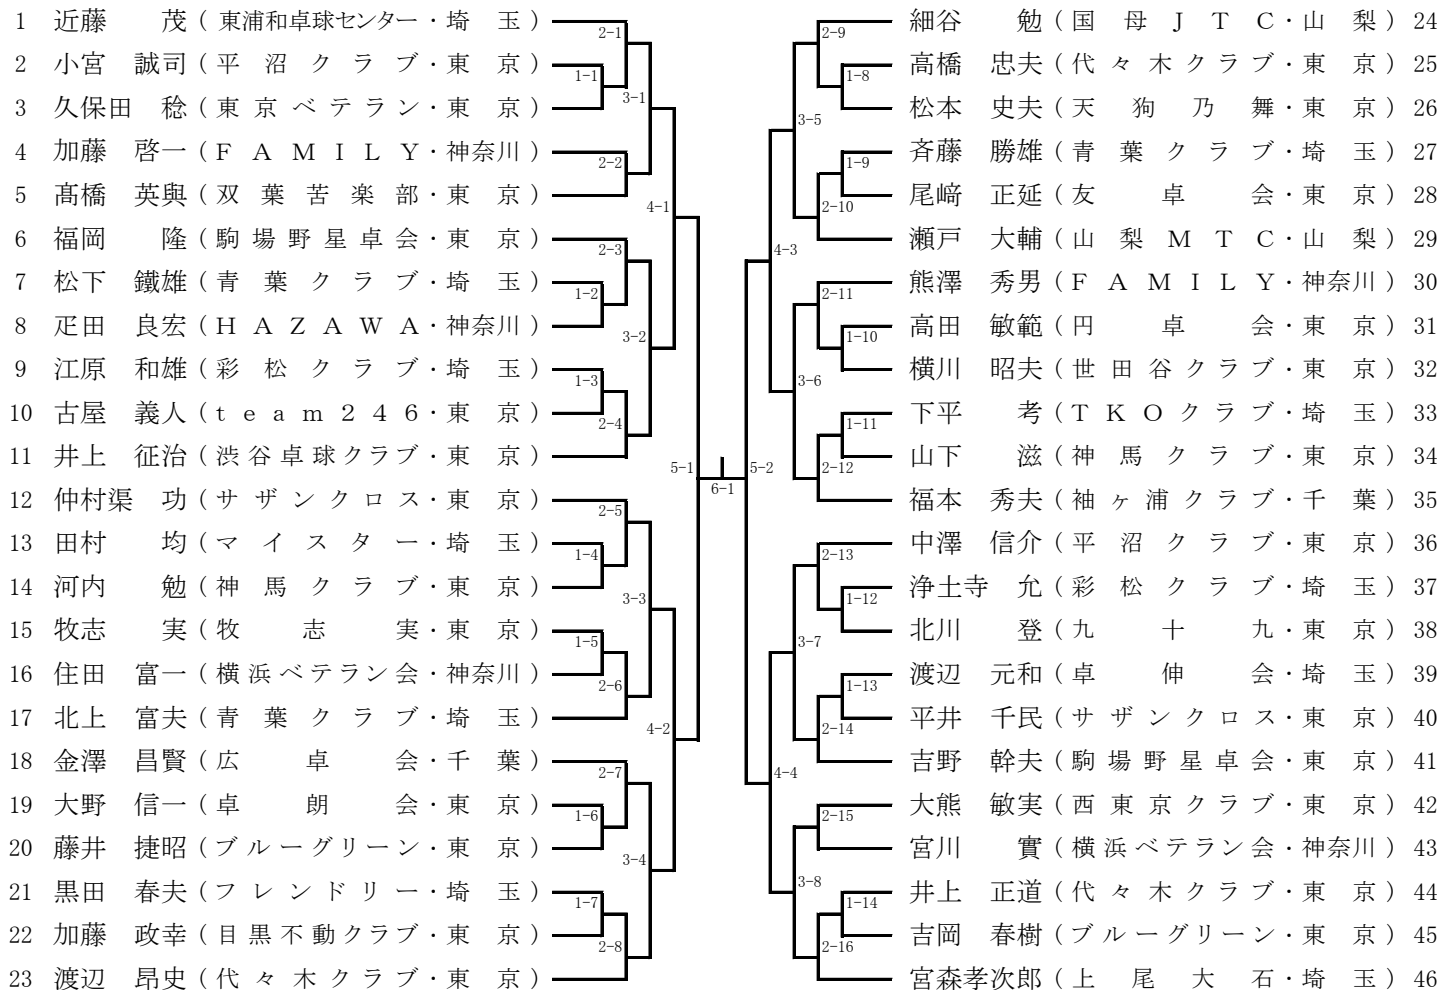 1 近藤 茂 ( 東浦和卓球センター・埼 玉 )
2 小宮 誠司 ( 平沼クラブ・東 京 )
3 久保田 稔 ( 東京ベテラン・東 京 )
4 加藤 啓一 ( FAMILY・神奈川 )
5 髙橋 英與 ( 双葉苦楽部・東 京 )
6 福岡 隆 ( 駒場野星卓会・東 京 )
7 松下 鐵雄 ( 青葉クラブ・埼 玉 )
8 疋田 良宏 ( HAZAWA・神奈川 )
9 江原 和雄 ( 彩松クラブ・埼 玉 )
10 古屋 義人 ( team246・東 京 )
11 井上 征治 ( 渋谷卓球クラブ・東 京 )
12 仲村渠 功 ( サザンクロス・東 京 )
13 田村 均 ( マイスター・埼 玉 )
14 河内 勉 ( 神馬クラブ・東 京 )
15 牧志 実 ( 牧志実・東 京 )
16 住田 富一 ( 横浜ベテラン会・神奈川 )
17 北上 富夫 ( 青葉クラブ・埼 玉 )
18 金澤 昌賢 ( 広卓会・千 葉 )
19 大野 信一 ( 卓朗会・東 京 )
20 藤井 捷昭 ( ブルーグリーン・東 京 )
21 黒田 春夫 ( フレンドリー・埼 玉 )
22 加藤 政幸 ( 目黒不動クラブ・東 京 )
23 渡辺 昂史 ( 代々木クラブ・東 京 )
2-1
1-1
3-1
2-2
4-1
2-3
1-2
3-2
1-3
2-4
5-1
2-5
1-4
3-3
1-5
2-6
4-2
2-7
1-6
3-4
1-7
2-8
6-1
2-9
1-8
3-5
1-9
2-10
4-3
2-11
1-10
3-6
1-11
2-12
5-2
2-13
1-12
3-7
1-13
2-14
4-4
2-15
3-8
1-14
2-16
細谷 勉 ( 国母JTC・山 梨 ) 24
高橋 忠夫 ( 代々木クラブ・東 京 ) 25
松本 史夫 ( 天狗乃舞・東 京 ) 26
斉藤 勝雄 ( 青葉クラブ・埼 玉 ) 27
尾﨑 正延 ( 友卓会・東 京 ) 28
瀬戸 大輔 ( 山梨MTC・山 梨 ) 29
熊澤 秀男 ( FAMILY・神奈川 ) 30
高田 敏範 ( 円卓会・東 京 ) 31
横川 昭夫 ( 世田谷クラブ・東 京 ) 32
下平 考 ( TKOクラブ・埼 玉 ) 33
山下 滋 ( 神馬クラブ・東 京 ) 34
福本 秀夫 ( 袖ヶ浦クラブ・千 葉 ) 35
中澤 信介 ( 平沼クラブ・東 京 ) 36
浄土寺 允 ( 彩松クラブ・埼 玉 ) 37
北川 登 ( 九十九・東 京 ) 38
渡辺 元和 ( 卓伸会・埼 玉 ) 39
平井 千民 ( サザンクロス・東 京 ) 40
吉野 幹夫 ( 駒場野星卓会・東 京 ) 41
大熊 敏実 ( 西東京クラブ・東 京 ) 42
宮川 實 ( 横浜ベテラン会・神奈川 ) 43
井上 正道 ( 代々木クラブ・東 京 ) 44
吉岡 春樹 ( ブルーグリーン・東 京 ) 45
宮森孝次郎 ( 上尾大石・埼 玉 ) 46